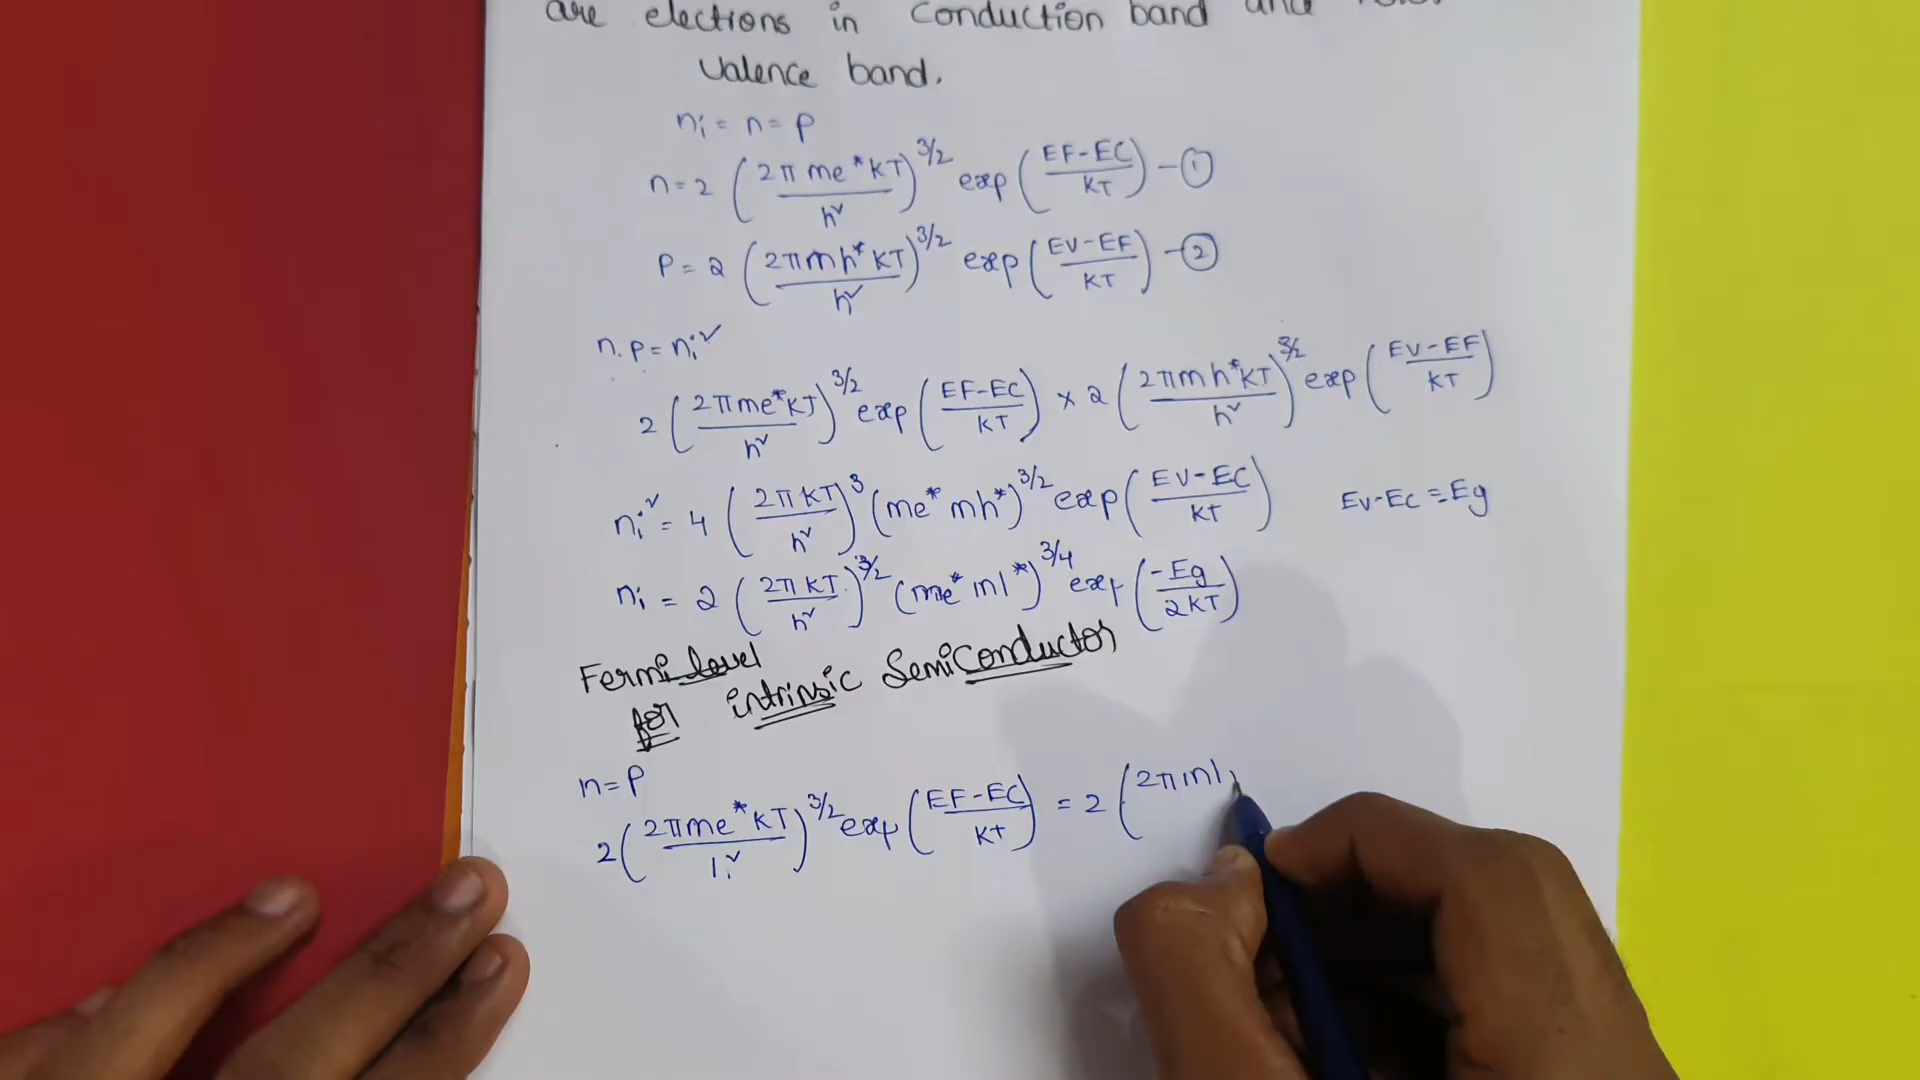 are elections in Conduction band and
Valence band.
ni = n = P
n = 2 (2π me* KT / h²)^3/2 exp (EF-EC / KT) - ①
P = 2 (2π mh* KT / h²)^3/2 exp (EV-EF / KT) - ②
n.P = ni²
2 (2π me* KT / h²)^3/2 exp (EF-EC / KT) × 2 (2π mh* KT / h²)^3/2 exp (EV-EF / KT)
ni² = 4 (2π KT / h²)^3 (me* mh*)^3/2 exp (EV-EC / KT) Ev-Ec = Eg
ni = 2 (2π KT / h²)^3/2 (me* mh*)^3/4 exp (-Eg / 2KT)
Fermi level
for intrinsic SemiConductor
n = P
2 (2π me* KT / h²)^3/2 exp (EF-EC / KT) = 2 (2π m